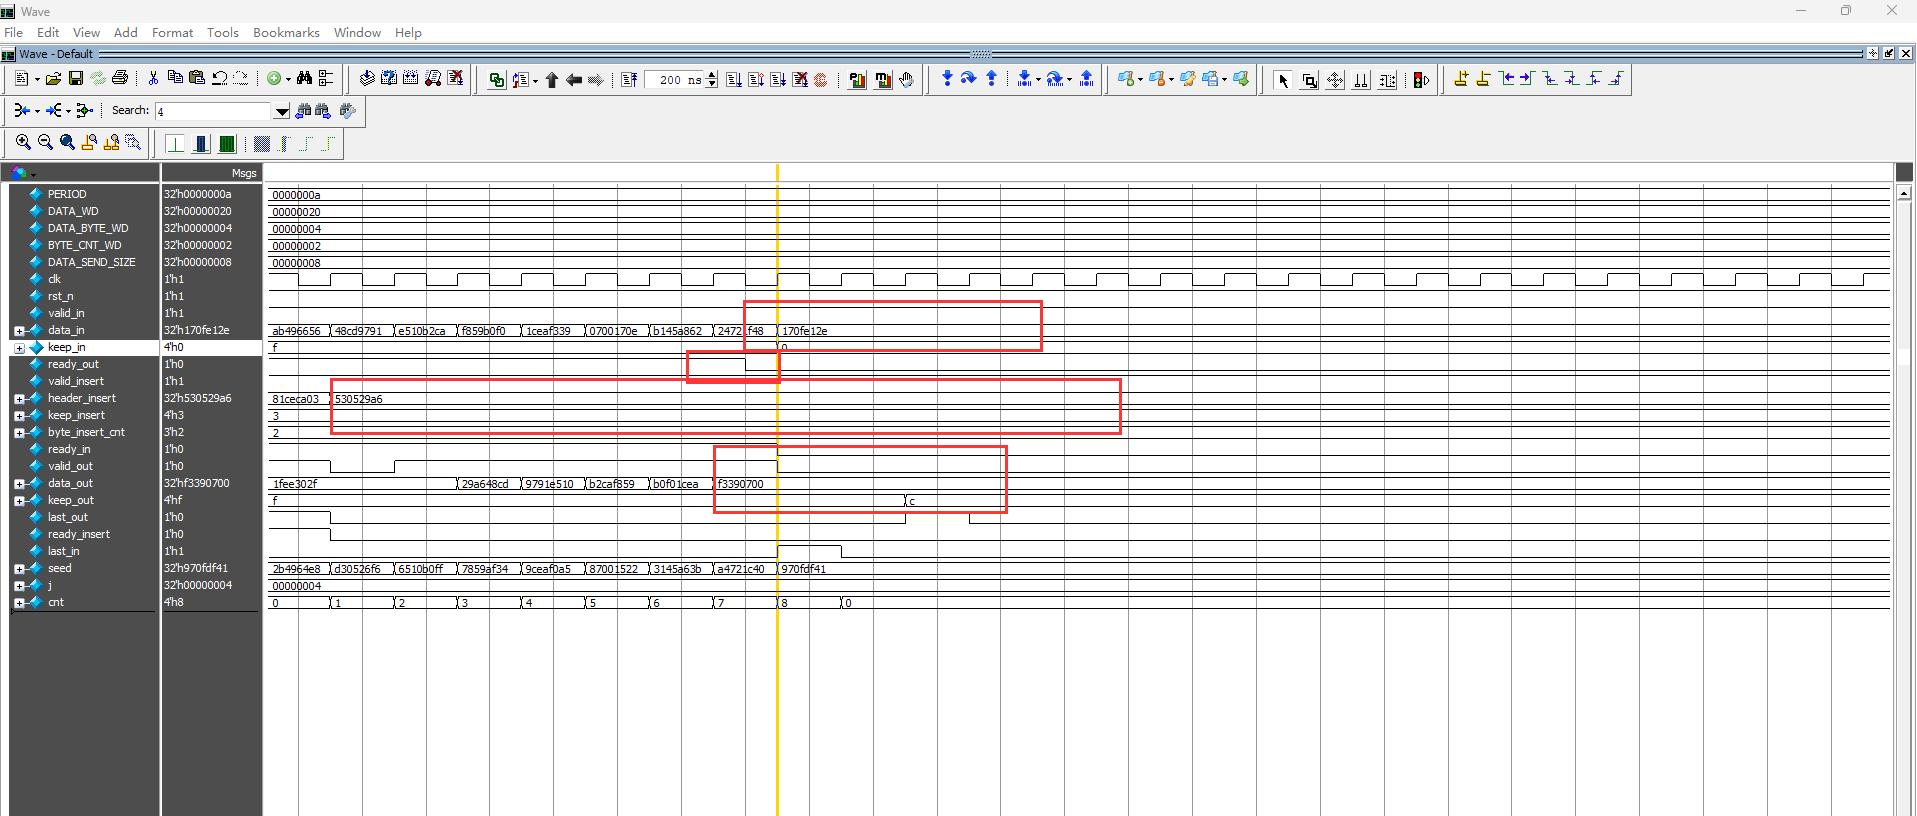 Wave
File Edit View Add Format Tools Bookmarks Window Help
Wave - Default
200 ns
Search: 4
Msgs
PERIOD 32'h0000000a 0000000a
DATA_WD 32'h00000020 00000020
DATA_BYTE_WD 32'h00000004 00000004
BYTE_CNT_WD 32'h00000002 00000002
DATA_SEND_SIZE 32'h00000008 00000008
clk 1'h1
rst_n 1'h1
valid_in 1'h1
data_in 32'h170fe12e ab496656 48cd9791 e510b2ca f859b0f0 1ceaf339 0700170e b145a862 24721f48 170fe12e
keep_in 4'h0 f 0
ready_out 1'h0
valid_insert 1'h1
header_insert 32'h530529a6 81ceca03 530529a6
keep_insert 4'h3 3
byte_insert_cnt 3'h2 2
ready_in 1'h0
valid_out 1'h0
data_out 32'hf3390700 1fee302f 29a648cd 9791e510 b2caf859 b0f01cea f3390700
keep_out 4'hf f c
last_out 1'h0
ready_insert 1'h0
last_in 1'h1
seed 32'h970fdf41 2b4964e8 d30526f6 6510b0ff 7859af34 9ceaf0a5 87001522 3145a63b a4721c40 970fdf41
j 32'h00000004 00000004
cnt 4'h8 0 1 2 3 4 5 6 7 8 0